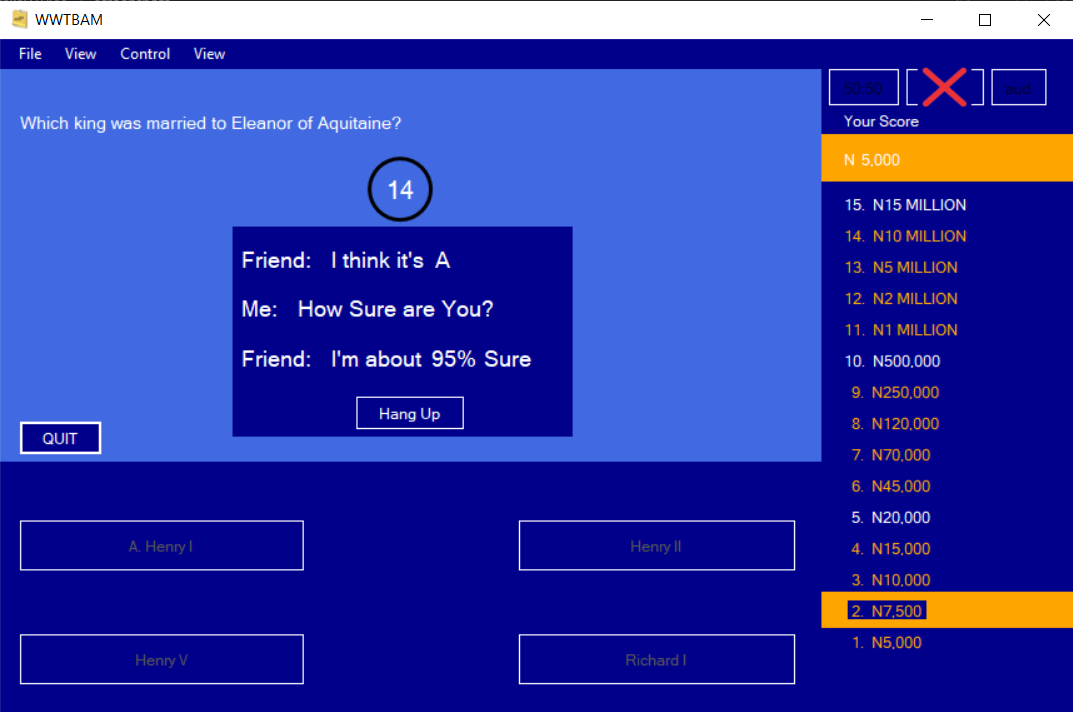 WWTBAM
File View Control View
50:50
aud
Your Score
Which king was married to Eleanor of Aquitaine?
N 5,000
14
Friend: I think it's A
Me: How Sure are You?
Friend: I'm about 95% Sure
Hang Up
QUIT
A. Henry I
Henry II
Henry V
Richard I
15. N15 MILLION
14. N10 MILLION
13. N5 MILLION
12. N2 MILLION
11. N1 MILLION
10. N500,000
9. N250,000
8. N120,000
7. N70,000
6. N45,000
5. N20,000
4. N15,000
3. N10,000
2. N7,500
1. N5,000